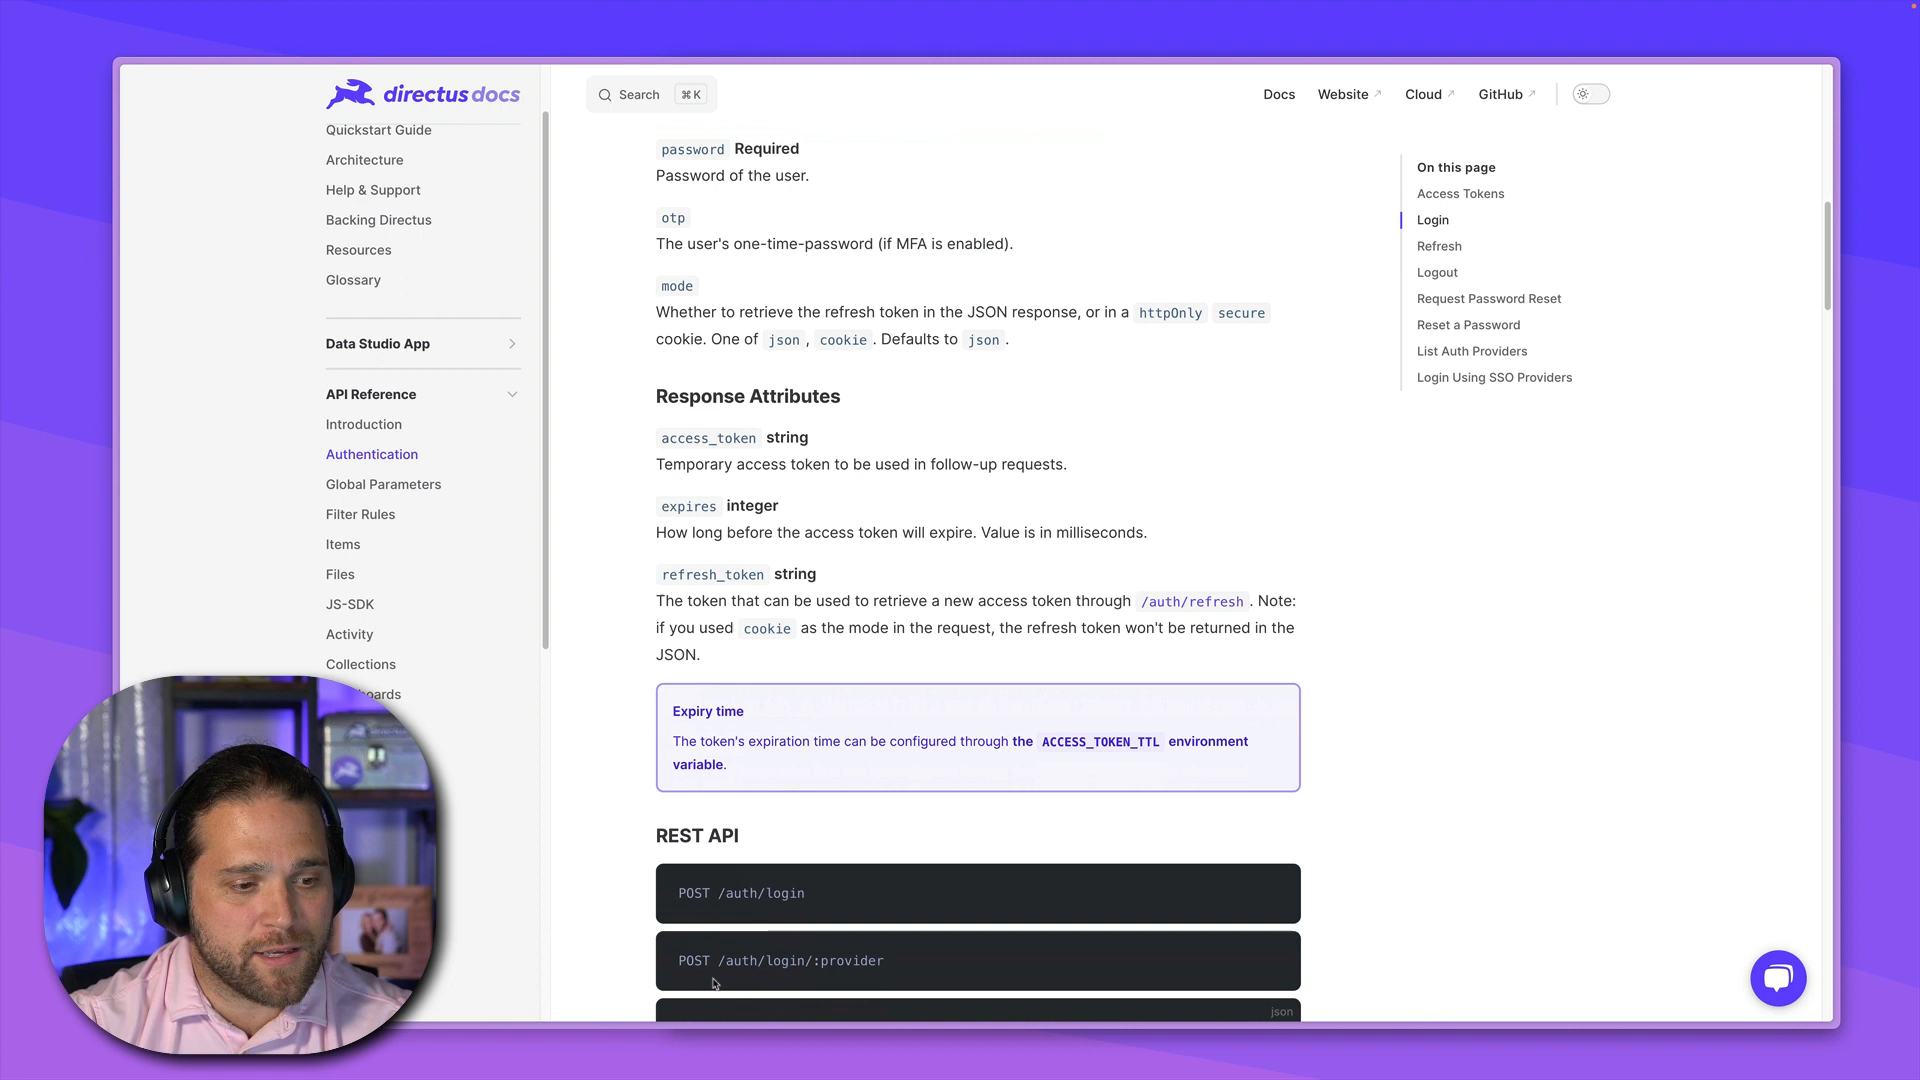 directus docs
Search ⌘ K
Docs
Website
Cloud
GitHub
Quickstart Guide
Architecture
Help & Support
Backing Directus
Resources
Glossary
Data Studio App
API Reference
Introduction
Authentication
Global Parameters
Filter Rules
Items
Files
JS-SDK
Activity
Collections
boards
password Required
Password of the user.
otp
The user's one-time-password (if MFA is enabled).
mode
Whether to retrieve the refresh token in the JSON response, or in a httpOnly secure
cookie. One of json , cookie . Defaults to json .
Response Attributes
access_token string
Temporary access token to be used in follow-up requests.
expires integer
How long before the access token will expire. Value is in milliseconds.
refresh_token string
The token that can be used to retrieve a new access token through /auth/refresh . Note:
if you used cookie as the mode in the request, the refresh token won't be returned in the
JSON.
Expiry time
The token's expiration time can be configured through the ACCESS_TOKEN_TTL environment
variable.
REST API
POST /auth/login
POST /auth/login/:provider
json
On this page
Access Tokens
Login
Refresh
Logout
Request Password Reset
Reset a Password
List Auth Providers
Login Using SSO Providers